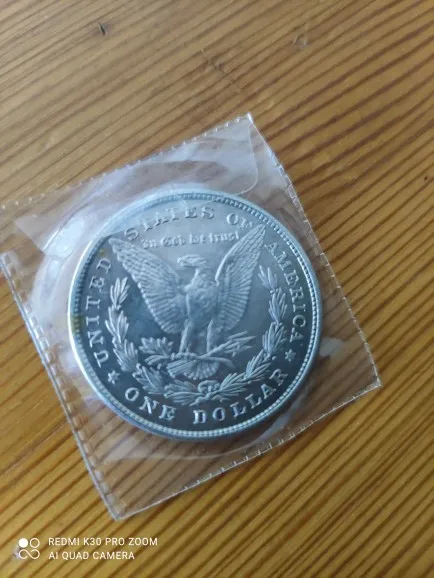 UNITED STATES OF AMERICA
In God we trust
★ ONE DOLLAR ★
REDMI K30 PRO ZOOM
AI QUAD CAMERA